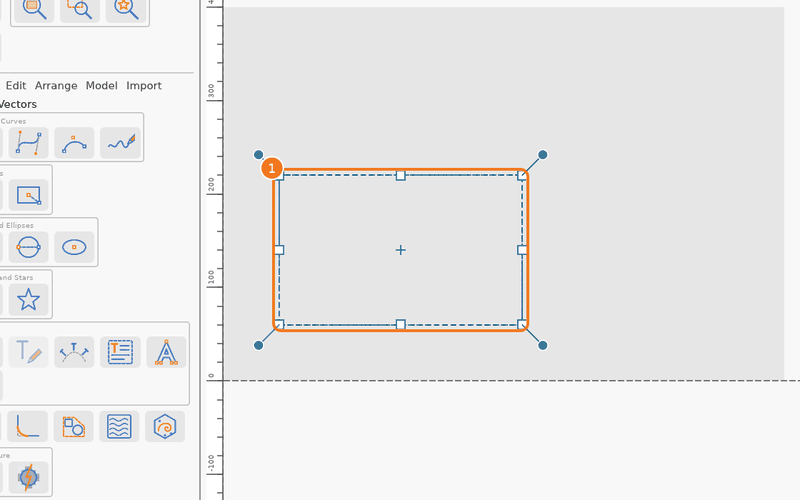 Edit Arrange Model Import
Vectors
Curves
s
d Ellipses
and Stars
ure
300
200
100
0
-100
1